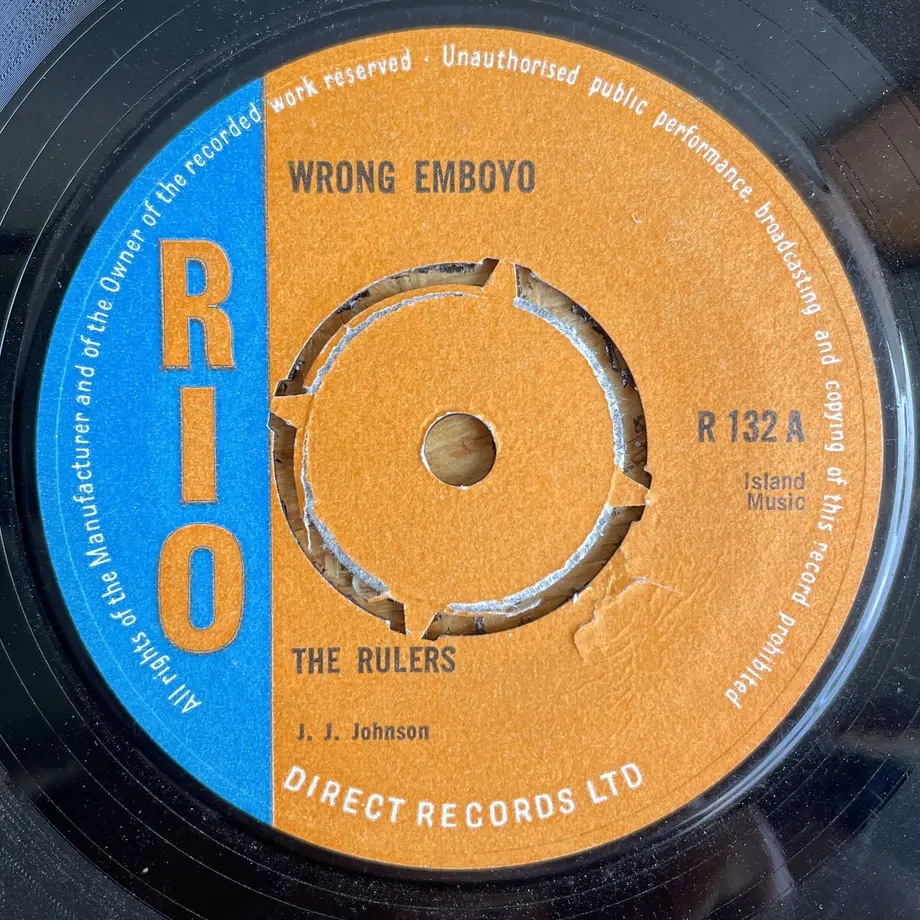 All rights of the Manufacturer and of the Owner of the recorded work reserved · Unauthorised public performance, broadcasting and copying of this record prohibited
WRONG EMBOYO
RIO
R 132 A
Island
Music
THE RULERS
J. J. Johnson
DIRECT RECORDS LTD